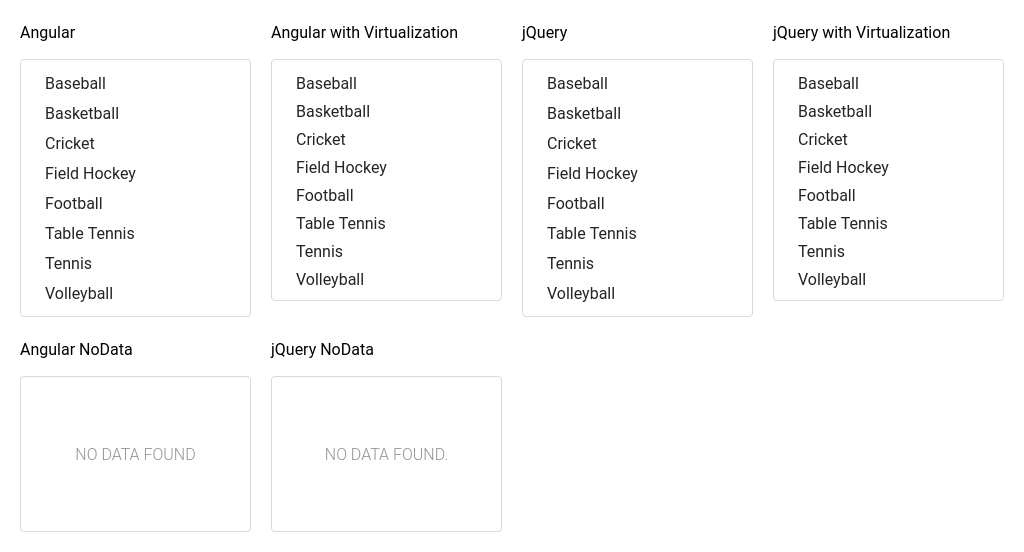 Angular
Baseball
Basketball
Cricket
Field Hockey
Football
Table Tennis
Tennis
Volleyball
Angular with Virtualization
Baseball
Basketball
Cricket
Field Hockey
Football
Table Tennis
Tennis
Volleyball
jQuery
Baseball
Basketball
Cricket
Field Hockey
Football
Table Tennis
Tennis
Volleyball
jQuery with Virtualization
Baseball
Basketball
Cricket
Field Hockey
Football
Table Tennis
Tennis
Volleyball
Angular NoData
NO DATA FOUND
jQuery NoData
NO DATA FOUND.